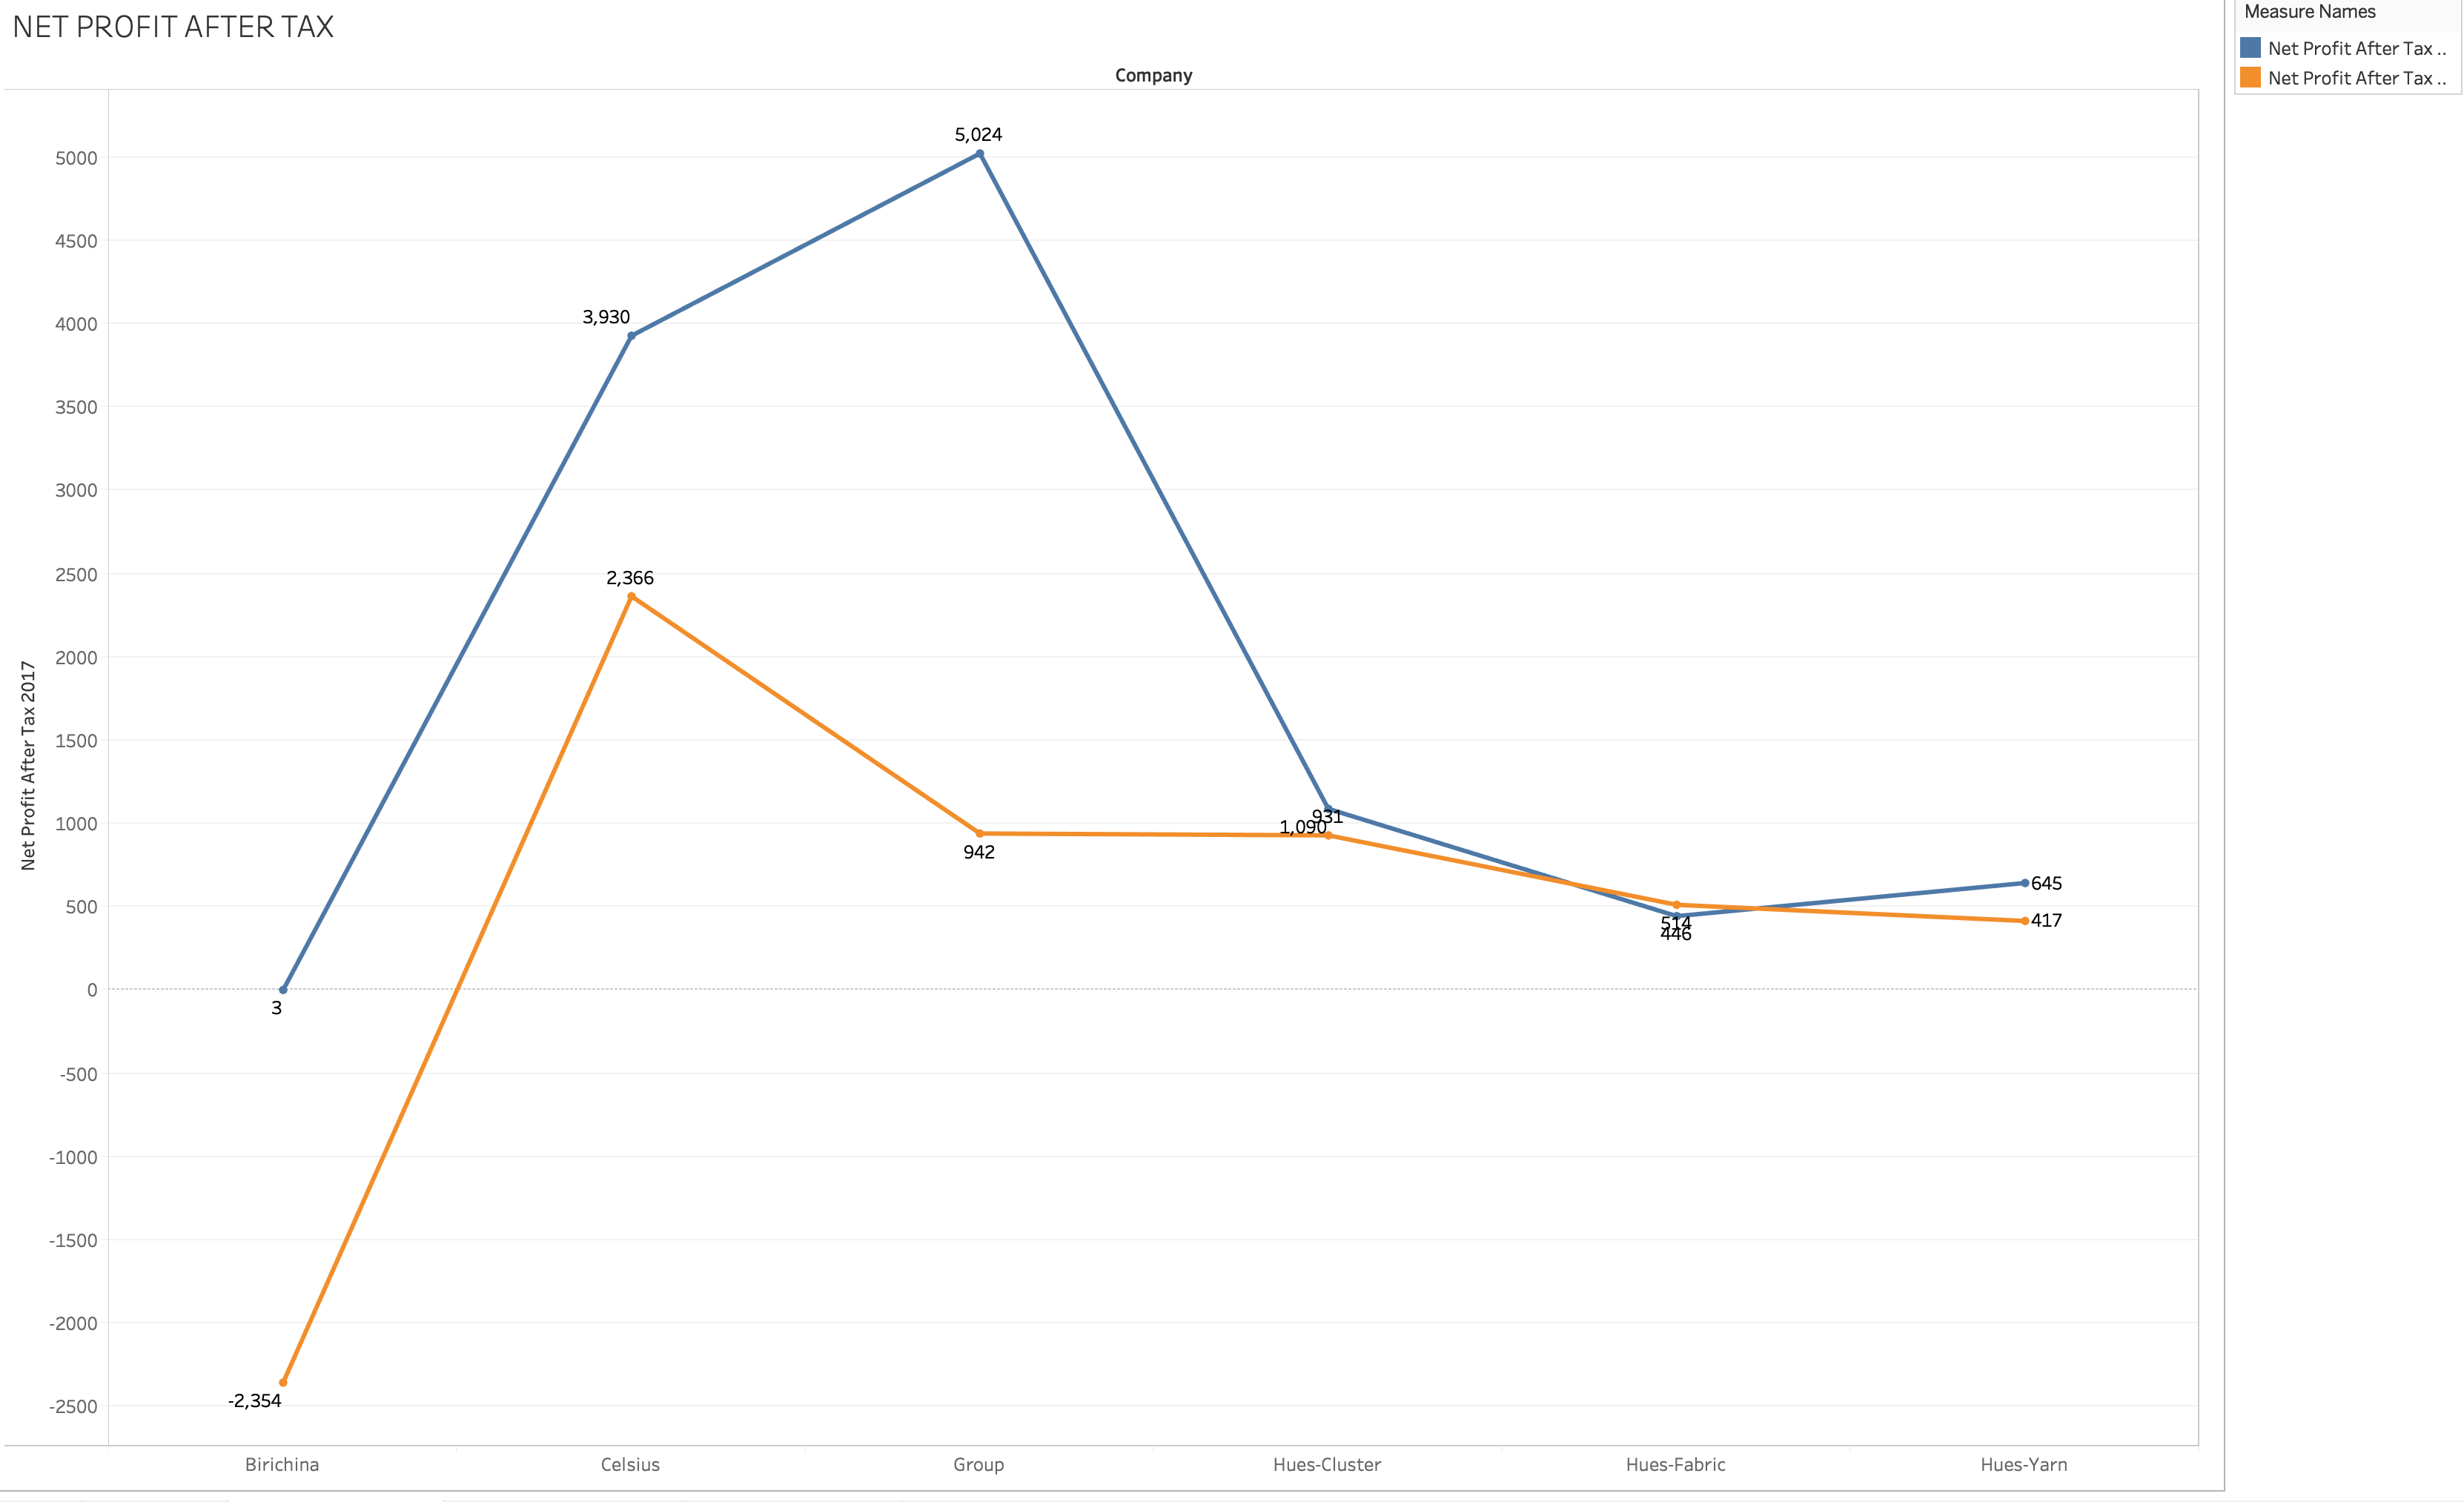 NET PROFIT AFTER TAX
Measure Names
Net Profit After Tax ..
Net Profit After Tax ..
Company
Net Profit After Tax 2017
5000
4500
4000
3500
3000
2500
2000
1500
1000
500
0
-500
-1000
-1500
-2000
-2500
5,024
3,930
2,366
931
1,090
942
645
514
446
417
3
-2,354
Birichina
Celsius
Group
Hues-Cluster
Hues-Fabric
Hues-Yarn